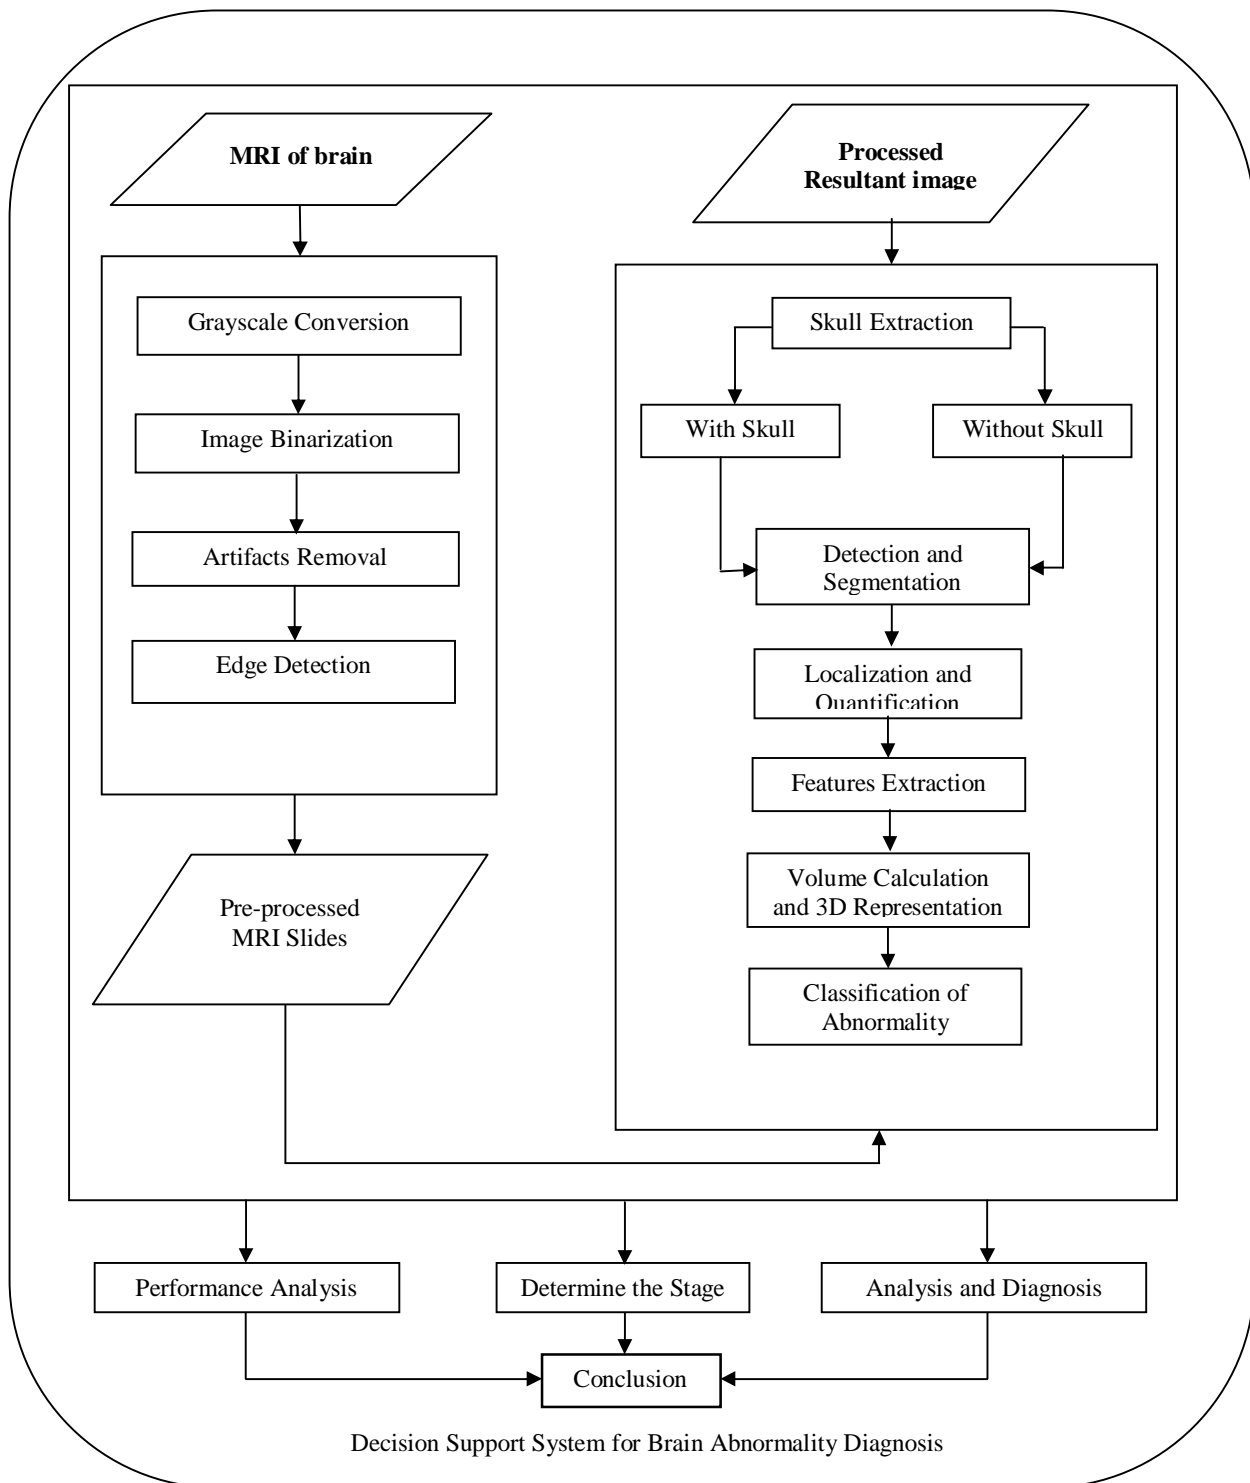 MRI of brain
Grayscale Conversion
Image Binarization
Artifacts Removal
Edge Detection
Pre-processed
MRI Slides
Processed
Resultant image
Skull Extraction
With Skull
Without Skull
Detection and
Segmentation
Localization and
Quantification
Features Extraction
Volume Calculation
and 3D Representation
Classification of
Abnormality
Performance Analysis
Determine the Stage
Analysis and Diagnosis
Conclusion
Decision Support System for Brain Abnormality Diagnosis